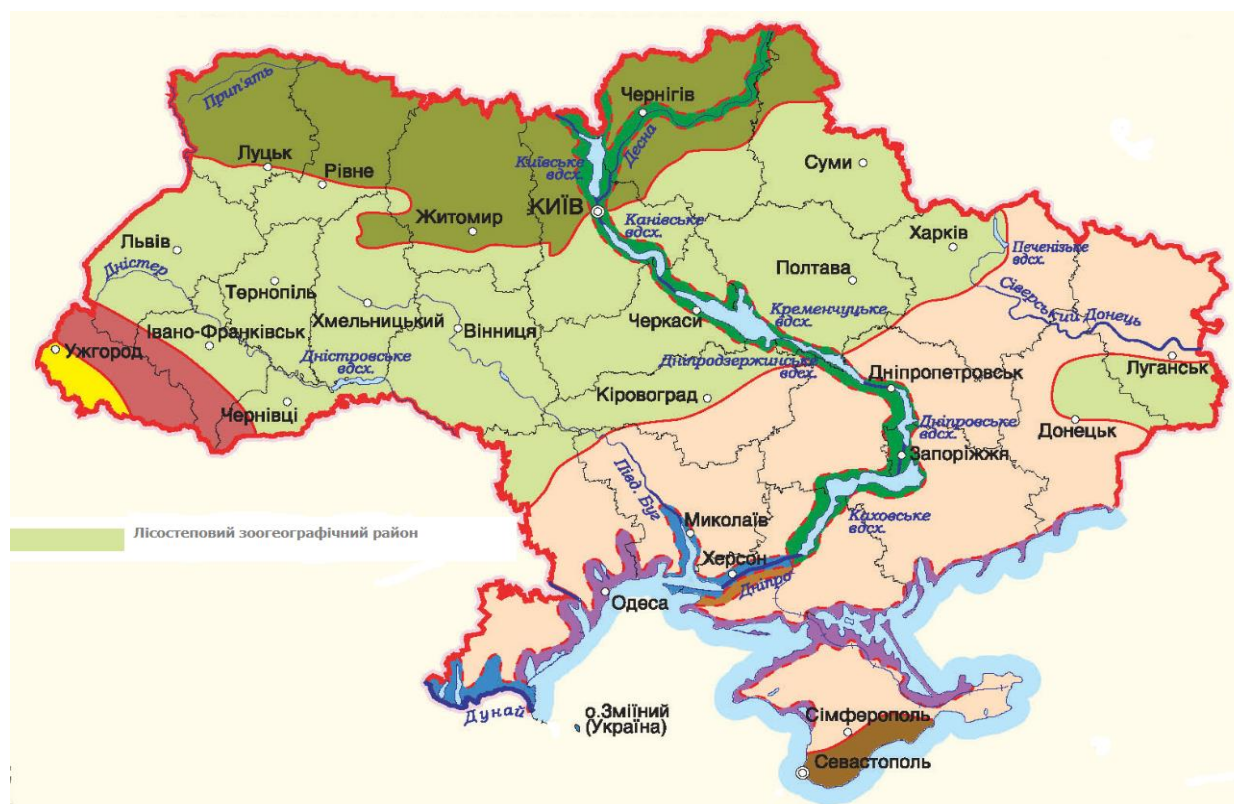 Прип'ять
Чернігів
Десна
Київське
вдсх.
Луцьк
Рівне
Житомир
КИЇВ
Суми
Канівське
вдсх.
Харків
Печенізьке
вдсх.
Львів
Дністер
Тернопіль
Хмельницький
Вінниця
Полтава
Сіверський Донець
Івано-Франківськ
Черкаси
Кременчуцьке
вдсх.
Ужгород
Дністровське
вдсх.
Дніпродзержинське
вдсх.
Луганськ
Чернівці
Кіровоград
Дніпропетровськ
Дніпровське
вдсх.
Донецьк
Запоріжжя
Півд. Буг
Миколаїв
Каховське
вдсх.
Лісостеповий зоогеографічний район
Херсон
Дніпро
Одеса
Дунай
о.Зміїний
(Україна)
Сімферополь
Севастополь